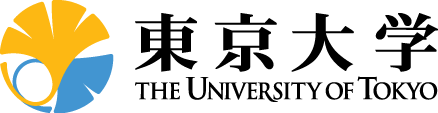 東京大学
THE UNIVERSITY OF TOKYO